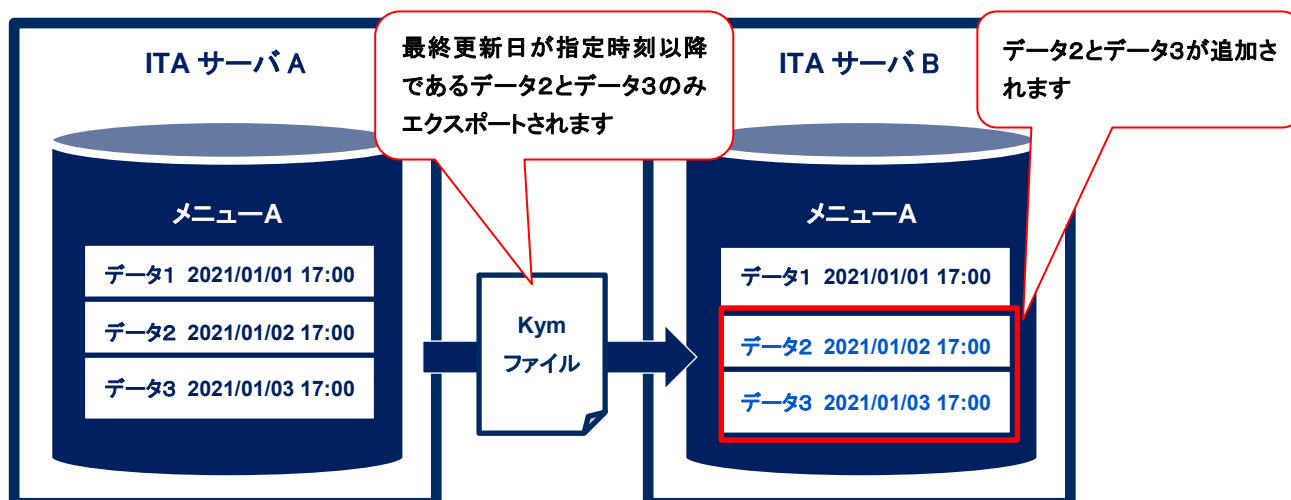 ITA サーバ A
最終更新日が指定時刻以降
であるデータ2とデータ3のみ
エクスポートされます
ITA サーバ B
データ2とデータ3が追加さ
れます
メニューA
データ1 2021/01/01 17:00
データ2 2021/01/02 17:00
データ3 2021/01/03 17:00
Kym
ファイル
メニューA
データ1 2021/01/01 17:00
データ2 2021/01/02 17:00
データ3 2021/01/03 17:00